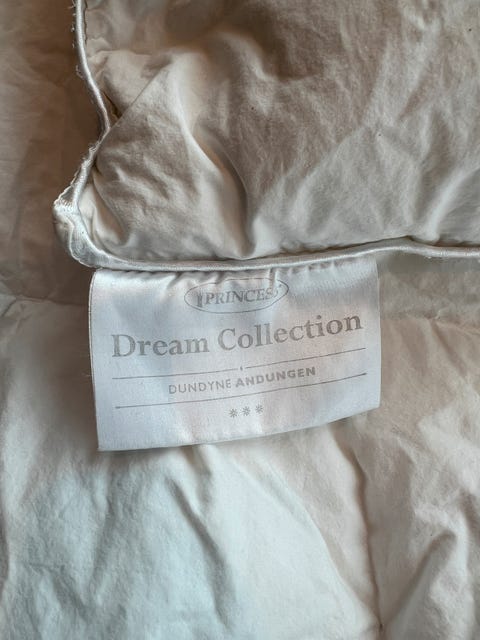 PRINCESS
Dream Collection
DUNDYNE ANDUNGEN
***